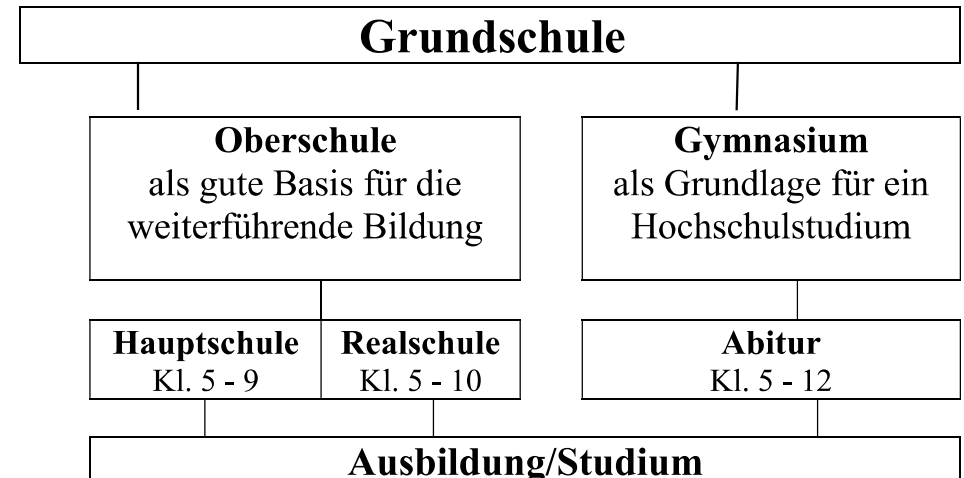 Grundschule
Oberschule
als gute Basis für die
weiterführende Bildung
Gymnasium
als Grundlage für ein
Hochschulstudium
Hauptschule
Kl. 5 - 9
Realschule
Kl. 5 - 10
Abitur
Kl. 5 - 12
Ausbildung/Studium